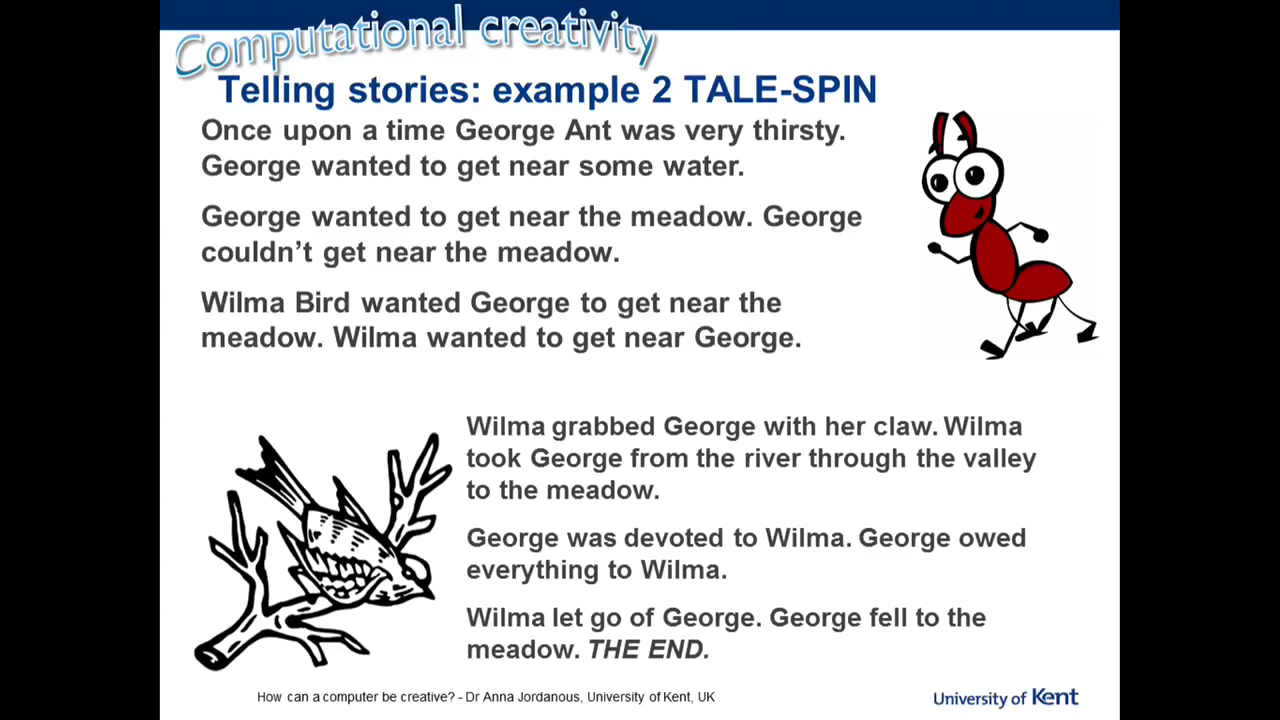 Computational creativity
Telling stories: example 2 TALE-SPIN
Once upon a time George Ant was very thirsty.
George wanted to get near some water.
George wanted to get near the meadow. George
couldn’t get near the meadow.
Wilma Bird wanted George to get near the
meadow. Wilma wanted to get near George.
Wilma grabbed George with her claw. Wilma
took George from the river through the valley
to the meadow.
George was devoted to Wilma. George owed
everything to Wilma.
Wilma let go of George. George fell to the
meadow. THE END.
How can a computer be creative? - Dr Anna Jordanous, University of Kent, UK
University of Kent